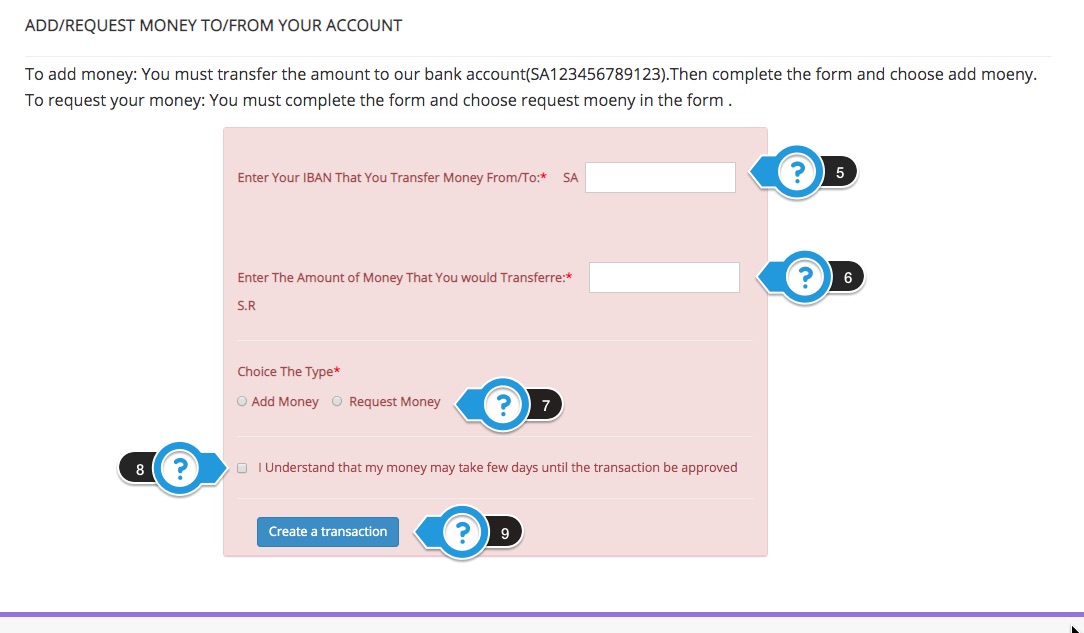 ADD/REQUEST MONEY TO/FROM YOUR ACCOUNT
To add money: You must transfer the amount to our bank account(SA123456789123).Then complete the form and choose add moeny.
To request your money: You must complete the form and choose request moeny in the form .
Enter Your IBAN That You Transfer Money From/To:* SA ? 5
Enter The Amount of Money That You would Transferre:* ? 6
S.R
Choice The Type*
Add Money Request Money ? 7
8 ? I Understand that my money may take few days until the transaction be approved
Create a transaction ? 9